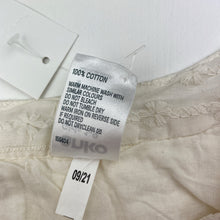 100% COTTON
WARM MACHINE WASH WITH
SIMILAR COLOURS
DO NOT BLEACH
DO NOT TUMBLE DRY
WARM IRON ON REVERSE SIDE
IF REQUIRED
DO NOT DRYCLEAN
09/21